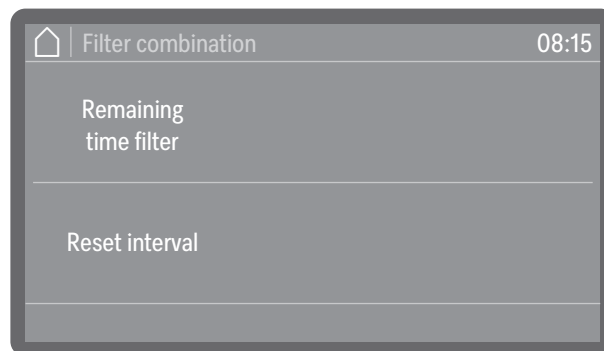 Filter combination 08:15
Remaining
time filter
Reset interval